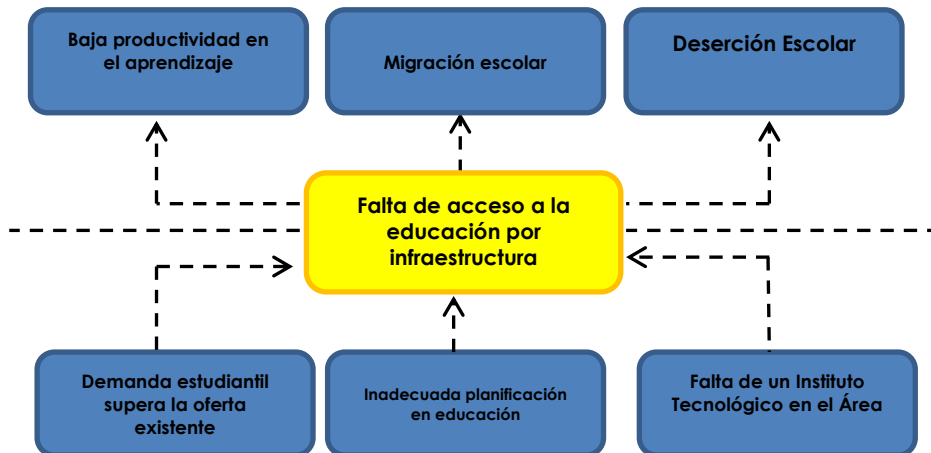 Baja productividad en
el aprendizaje
Migración escolar
Deserción Escolar
Falta de acceso a la
educación por
infraestructura
Demanda estudiantil
supera la oferta
existente
Inadecuada planificación
en educación
Falta de un Instituto
Tecnológico en el Área